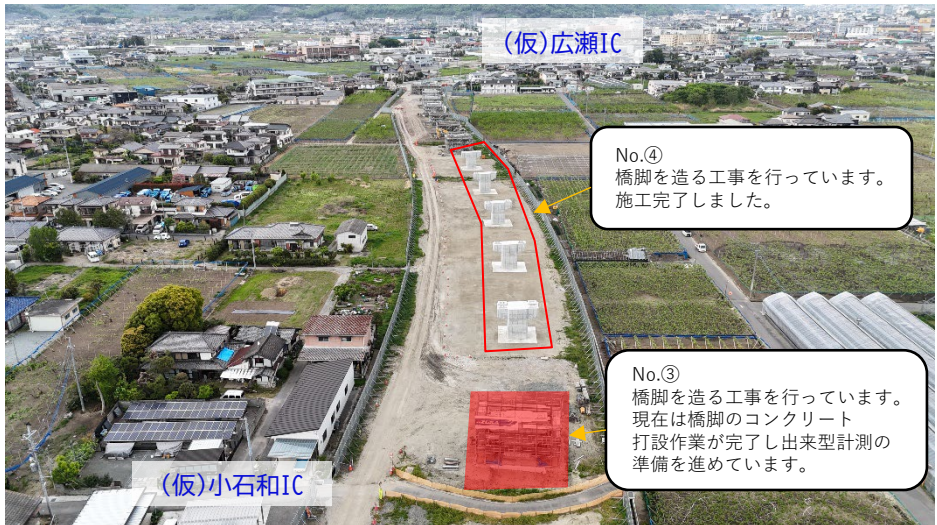 (仮)広瀬IC
No.④
橋脚を造る工事を行っています。
施工完了しました。
No.③
橋脚を造る工事を行っています。
現在は橋脚のコンクリート
打設作業が完了し出来型計測の
準備を進めています。
(仮)小石和IC